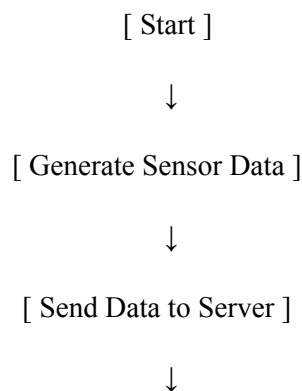 [ Start ]
↓
[ Generate Sensor Data ]
↓
[ Send Data to Server ]
↓